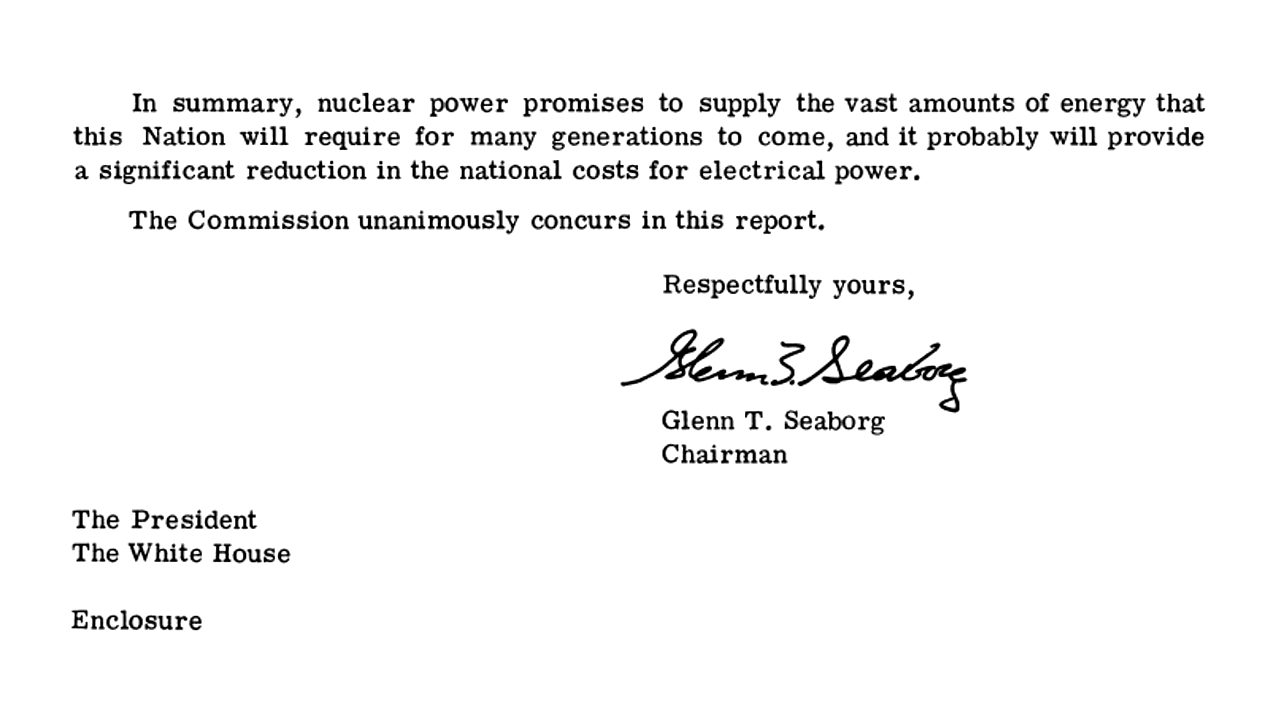 In summary, nuclear power promises to supply the vast amounts of energy that
this Nation will require for many generations to come, and it probably will provide
a significant reduction in the national costs for electrical power.
The Commission unanimously concurs in this report.
Respectfully yours,
Glenn T. Seaborg
Glenn T. Seaborg
Chairman
The President
The White House
Enclosure